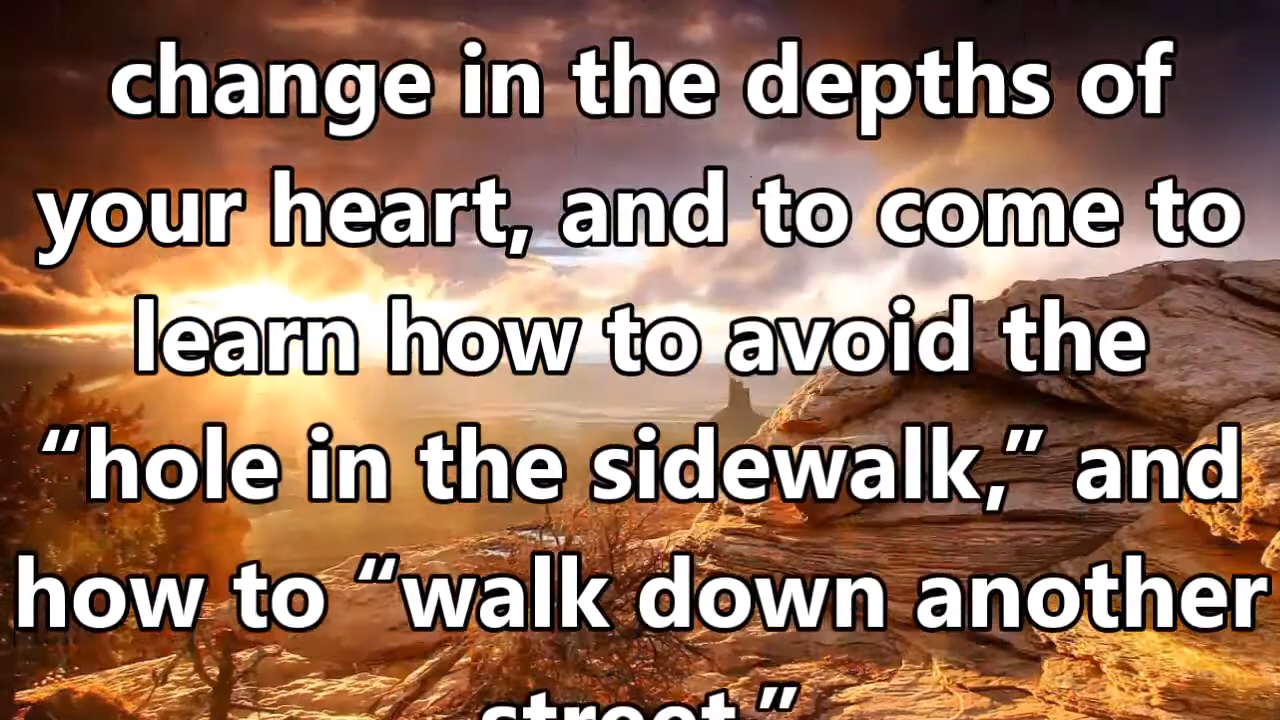 change in the depths of
your heart, and to come to
learn how to avoid the
“hole in the sidewalk,” and
how to “walk down another
street.”